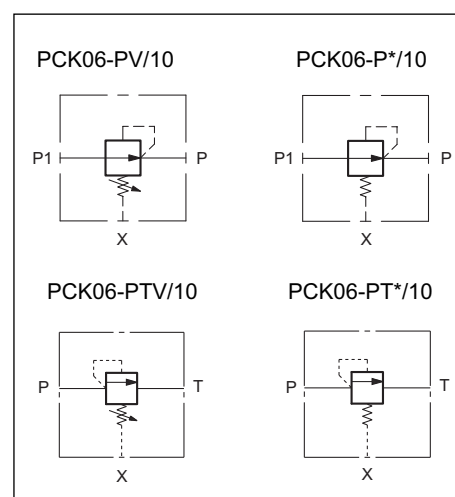 PCK06-PV/10 PCK06-P*/10
P1 P P1 P
X X
PCK06-PTV/10 PCK06-PT*/10
P T P T
X X